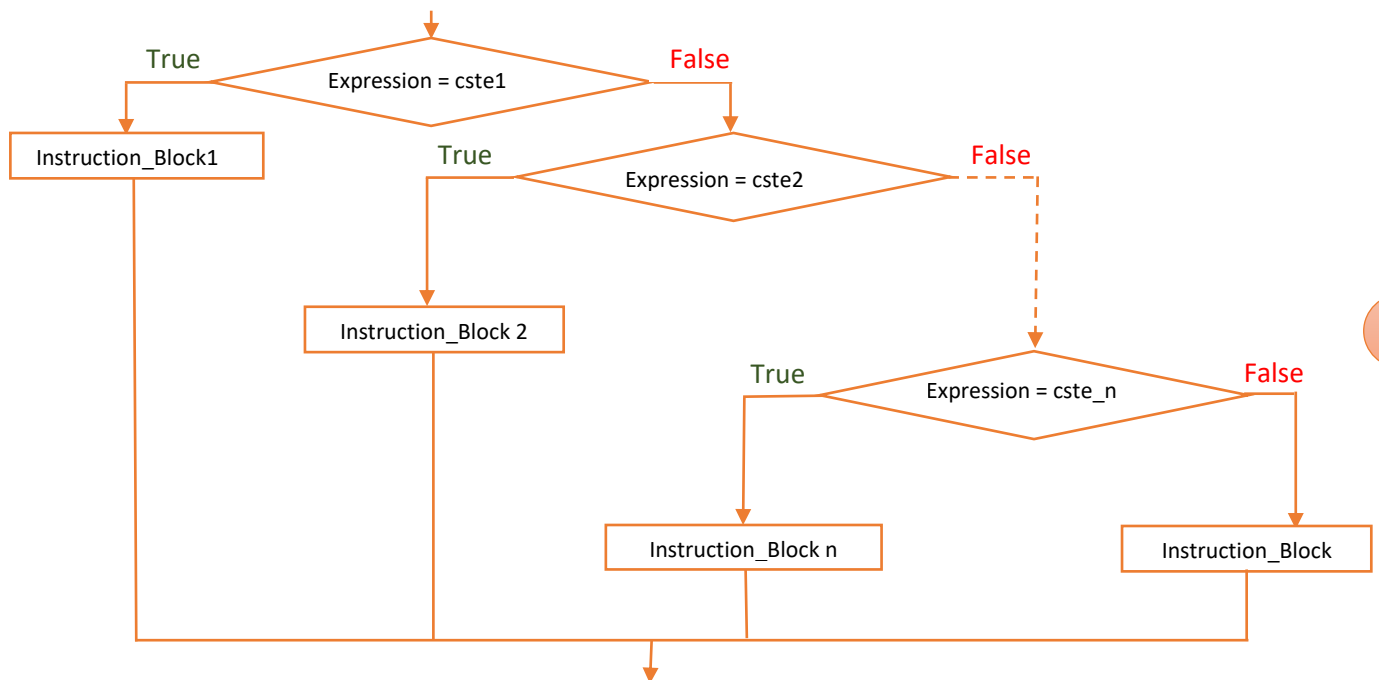 True
False
Expression = cste1
Instruction_Block1
True
False
Expression = cste2
Instruction_Block 2
True
False
Expression = cste_n
Instruction_Block n
Instruction_Block